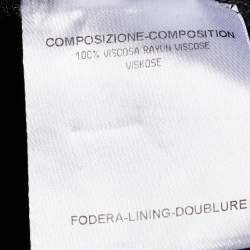 COMPOSIZIONE-COMPOSITION
100% VISCOSA RAYON VISCOSE
VISKOSE
FODERA-LINING-DOUBLURE